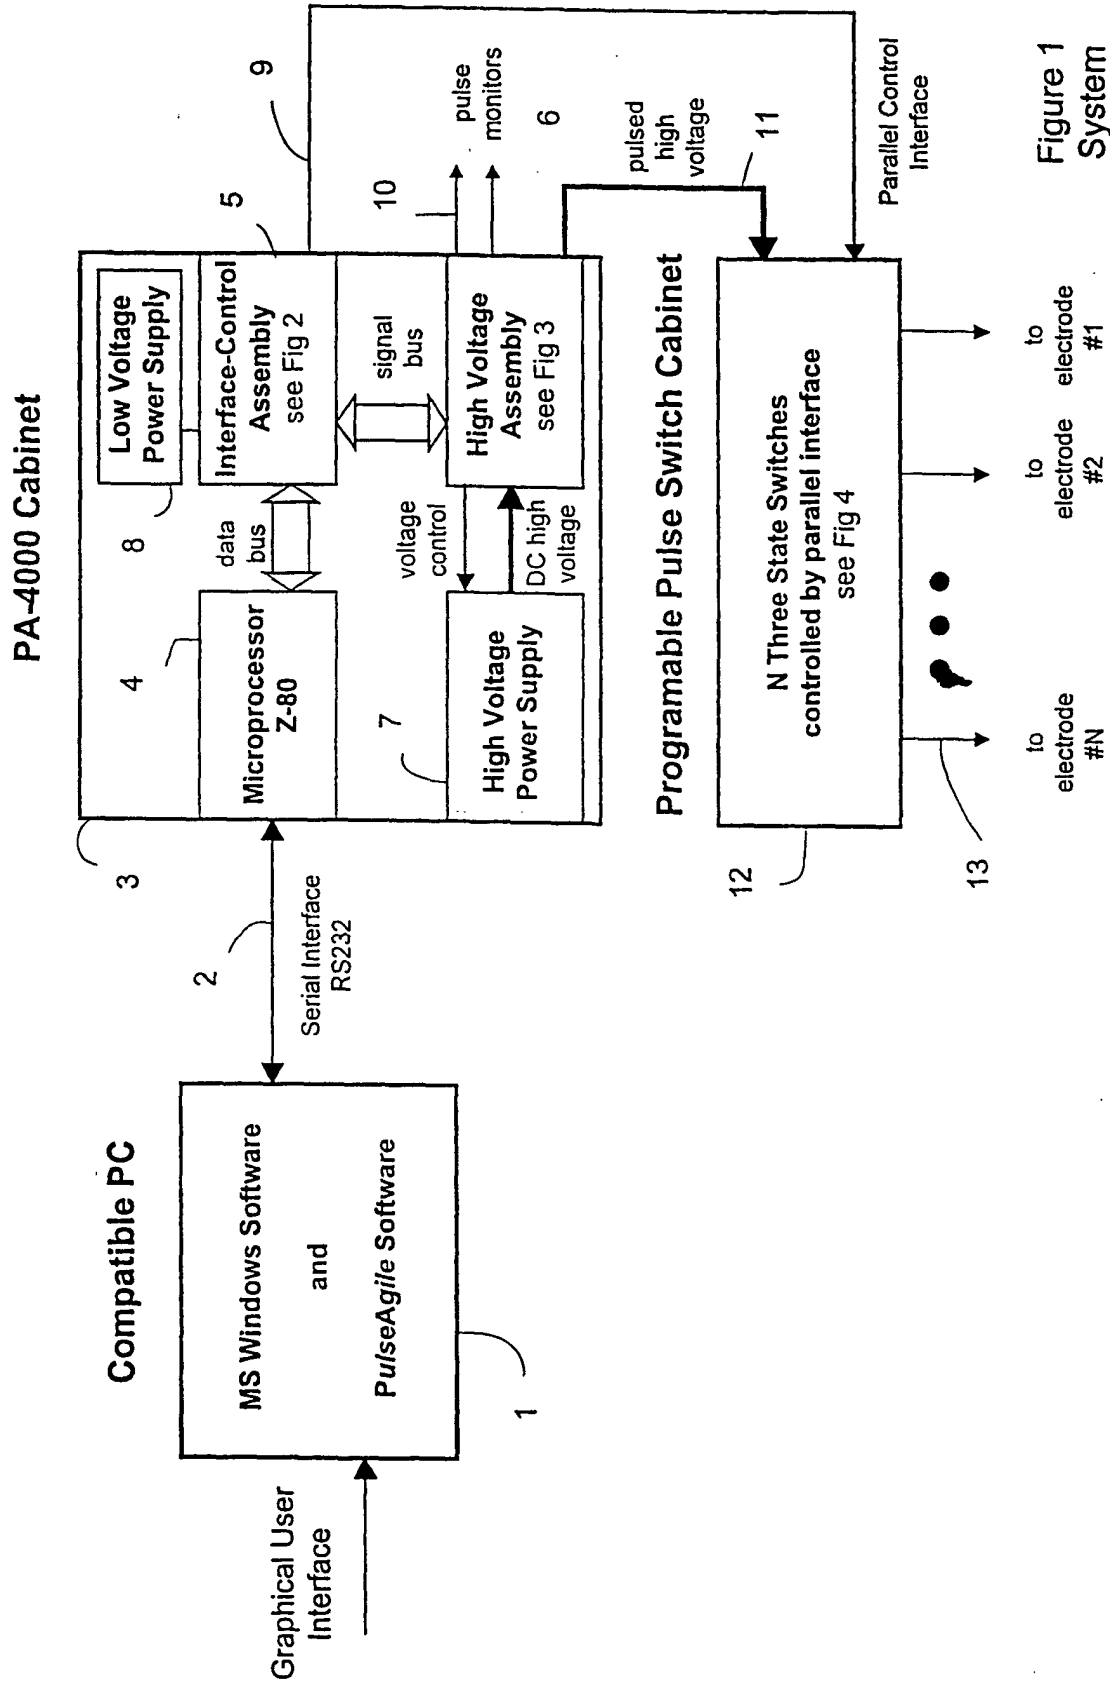 PA-4000 Cabinet
3
4
8
5
9
Low Voltage
Power Supply
Microprocessor
Z-80
data
bus
Interface-Control
Assembly
see Fig 2
signal
bus
7
High Voltage
Power Supply
voltage
control
DC high
voltage
High Voltage
Assembly
see Fig 3
10
pulse
monitors
6
pulsed
high
voltage
11
Compatible PC
MS Windows Software
and
PulseAgile Software
1
Graphical User
Interface
2
Serial Interface
RS232
Programable Pulse Switch Cabinet
12
N Three State Switches
controlled by parallel interface
see Fig 4
Parallel Control
Interface
13
to
electrode
#N
to
electrode
#2
to
electrode
#1
Figure 1
System